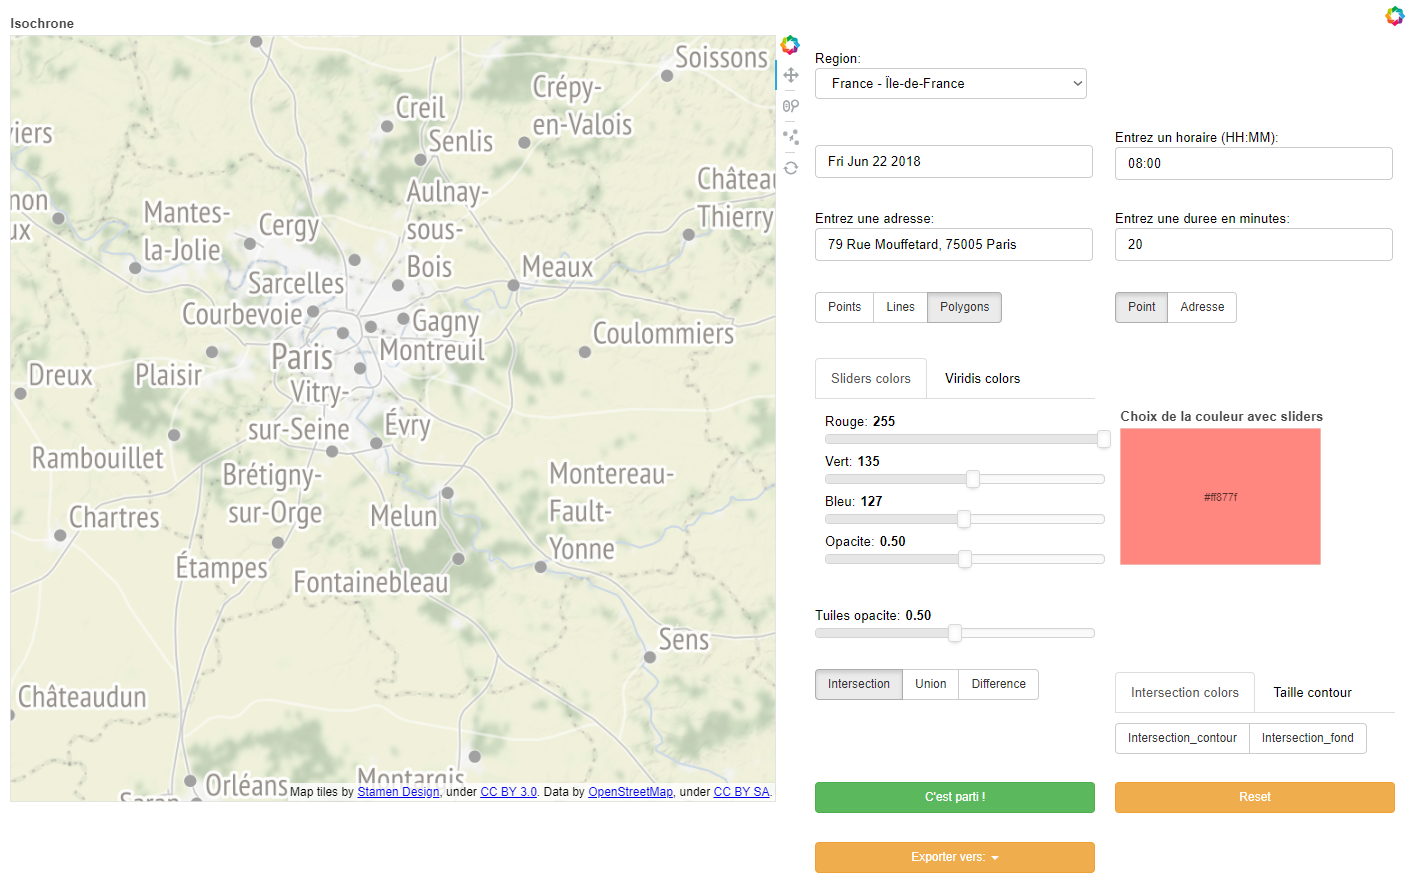 Isochrone
Soissons
Crépy-
en-Valois
Creil
Senlis
Aulnay-
sous-
Bois
Châteaı
Thierry
Mantes-
la-Jolie
Cergy
Meaux
Sarcelles
Courbevoie
Gagny
Montreuil
Coulommiers
Paris
Dreux
Plaisir
Vitry-
sur-Seine
Évry
Rambouillet
Brétigny-
sur-Orge
Montereau-
Fault-
Yonne
Chartres
Melun
Étampes
Fontainebleau
Sens
Châteaudun
Orléans
Montargis
Map tiles by Stamen Design, under CC BY 3.0. Data by OpenStreetMap, under CC BY SA.
Region:
France - Île-de-France
Fri Jun 22 2018
Entrez un horaire (HH:MM):
08:00
Entrez une adresse:
79 Rue Mouffetard, 75005 Paris
Entrez une duree en minutes:
20
Points Lines Polygons
Point Adresse
Sliders colors Viridis colors
Rouge: 255
Vert: 135
Bleu: 127
Opacite: 0.50
Choix de la couleur avec sliders
#ff877f
Tuiles opacite: 0.50
Intersection Union Difference
Intersection colors Taille contour
Intersection_contour Intersection_fond
C'est parti !
Reset
Exporter vers: